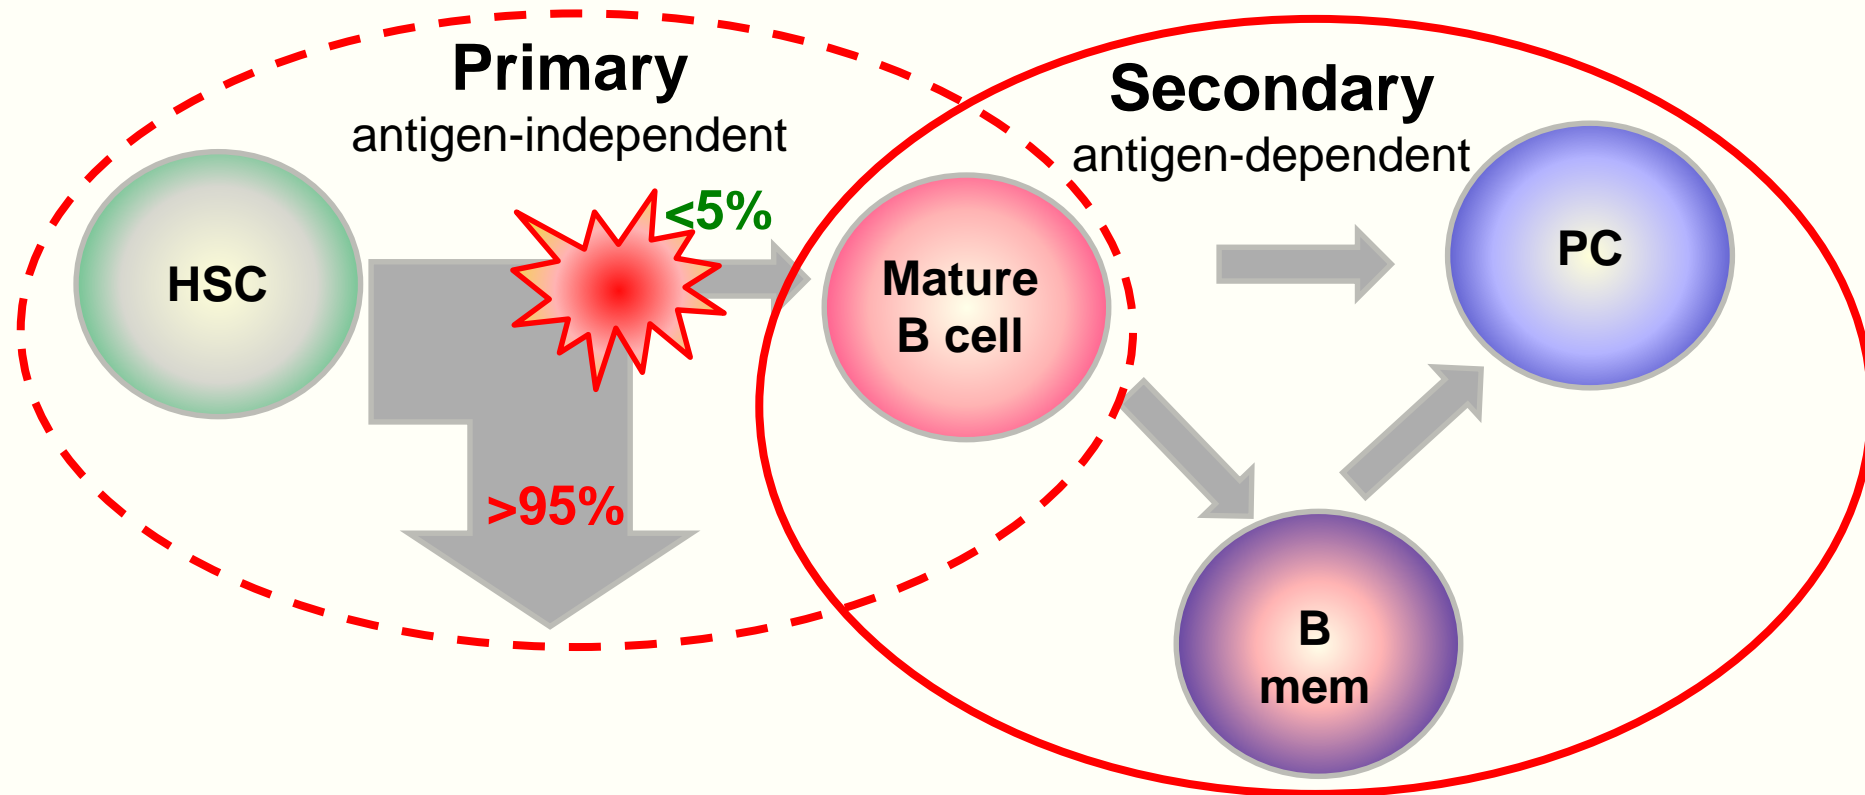 Primary
antigen-independent
Secondary
antigen-dependent
<5%
HSC
Mature
B cell
PC
>95%
B
mem